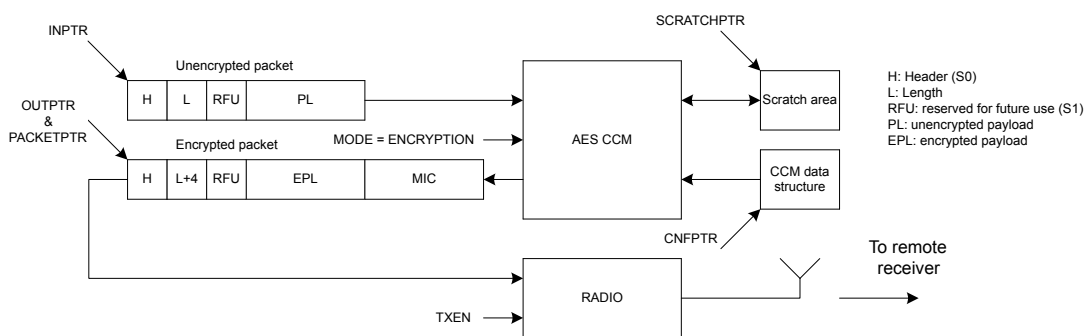 SCRATCHPTR
INPTR
Unencrypted packet
H L RFU PL
OUTPTR
&
PACKETPTR
MODE = ENCRYPTION
Encrypted packet
H L+4 RFU EPL MIC
AES CCM
Scratch area
CCM data
structure
CNFPTR
H: Header (S0)
L: Length
RFU: reserved for future use (S1)
PL: unencrypted payload
EPL: encrypted payload
RADIO
TXEN
To remote
receiver